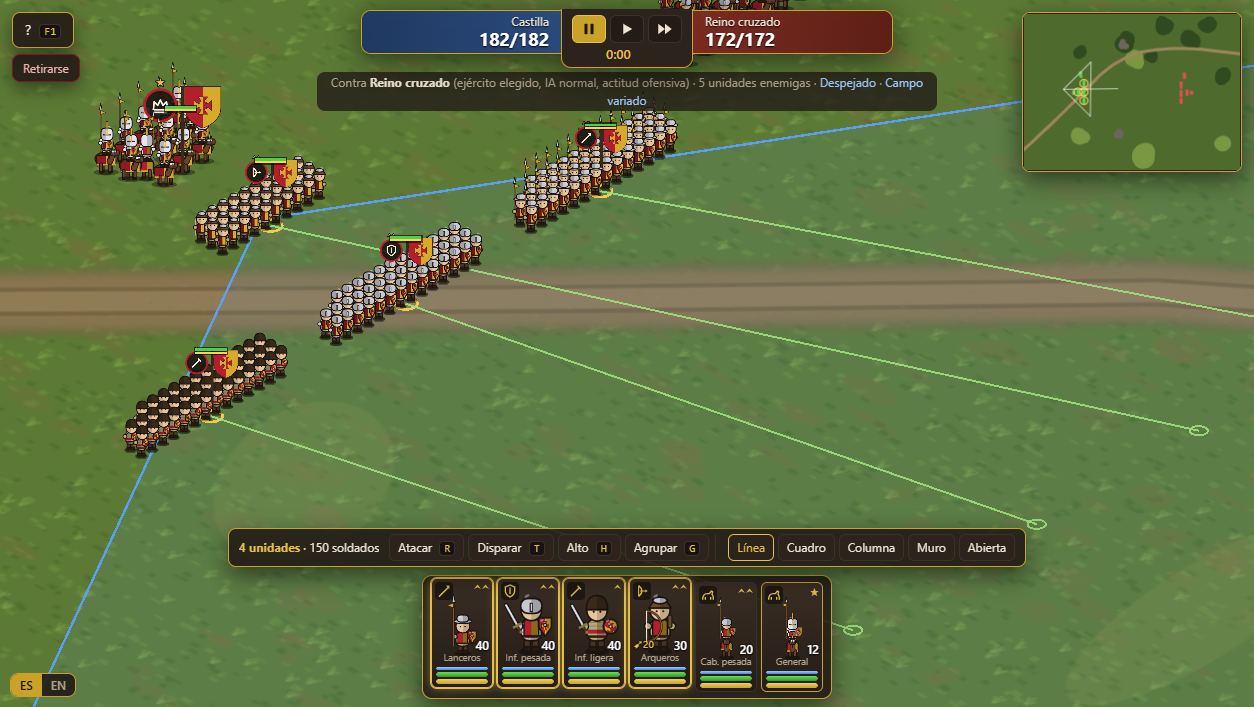 ? F1
Retirarse
Castilla
182/182
0:00
Reino cruzado
172/172
Contra Reino cruzado (ejército elegido, IA normal, actitud ofensiva) · 5 unidades enemigas · Despejado · Campo
variado
4 unidades · 150 soldados Atacar R Disparar T Alto H Agrupar G Línea Cuadro Columna Muro Abierta
40
Lanceros
40
Inf. pesada
40
Inf. ligera
20 30
Arqueros
20
Cab. pesada
12
General
ES EN